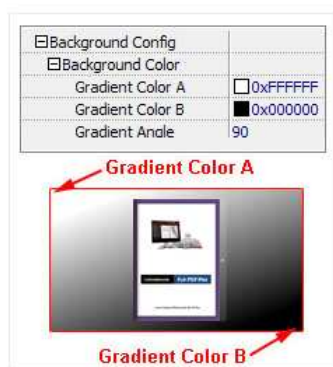 Background Config
Background Color
Gradient Color A 0xFFFFFF
Gradient Color B 0x000000
Gradient Angle 90
Gradient Color A
Gradient Color B